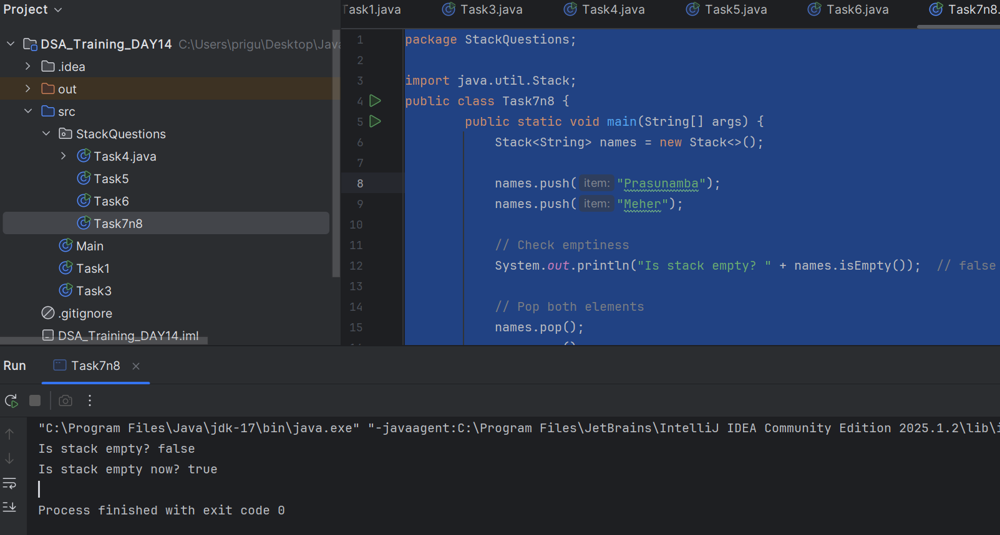 Project
DSA_Training_DAY14 C:\Users\prigu\Desktop\Java
.idea
out
src
StackQuestions
Task4.java
Task5
Task6
Task7n8
Main
Task1
Task3
.gitignore
DSA_Training_DAY14.iml
Task1.java Task3.java Task4.java Task5.java Task6.java Task7n8.
1 package StackQuestions;
2
3 import java.util.Stack;
4 public class Task7n8 {
5 public static void main(String[] args) {
6 Stack<String> names = new Stack<>();
7
8 names.push( item: "Prasunamba");
9 names.push( item: "Meher");
10
11 // Check emptiness
12 System.out.println("Is stack empty? " + names.isEmpty()); // false
13
14 // Pop both elements
15 names.pop();
Run Task7n8
"C:\Program Files\Java\jdk-17\bin\java.exe" "-javaagent:C:\Program Files\JetBrains\IntelliJ IDEA Community Edition 2025.1.2\lib\i
Is stack empty? false
Is stack empty now? true
Process finished with exit code 0